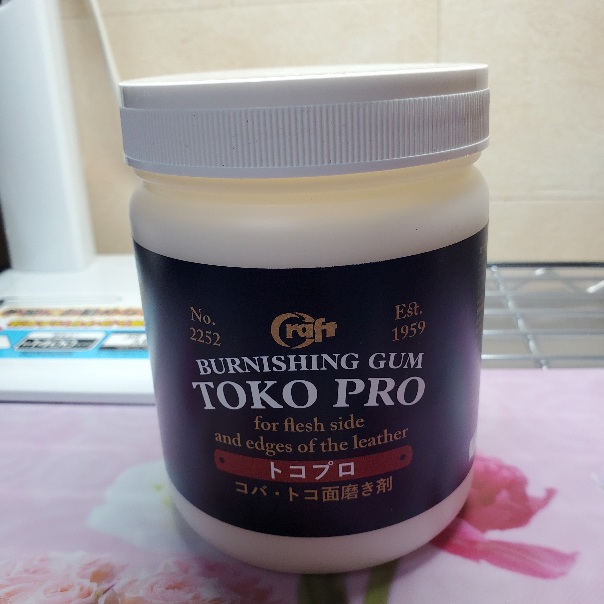 No.
2252
Craft
Est.
1959
BURNISHING GUM
TOKO PRO
for flesh side
and edges of the leather
トコプロ
コバ・トコ面磨き剤